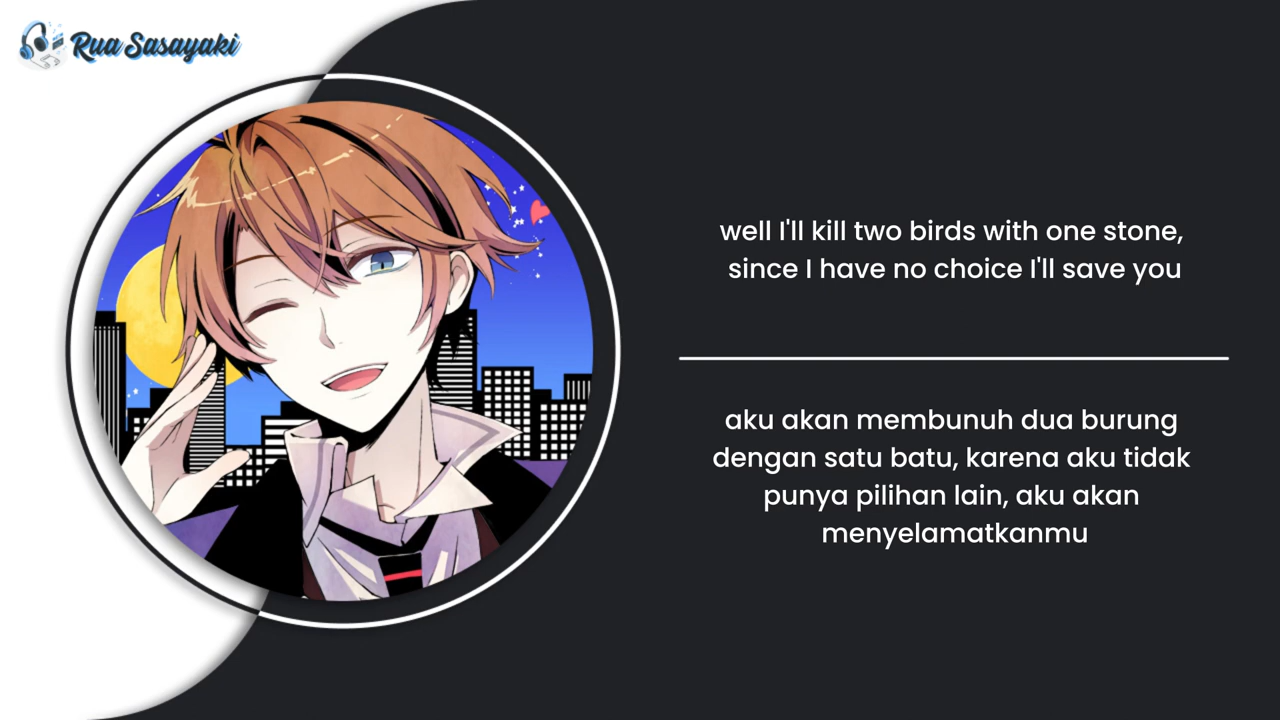 Rua Sasayaki
well I'll kill two birds with one stone,
since I have no choice I'll save you
aku akan membunuh dua burung
dengan satu batu, karena aku tidak
punya pilihan lain, aku akan
menyelamatkanmu